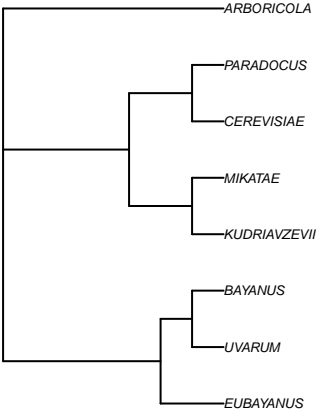 ARBORICOLA
PARADOCUS
CEREVISIAE
MIKATAE
KUDRIAVZEVII
BAYANUS
UVARUM
EUBAYANUS